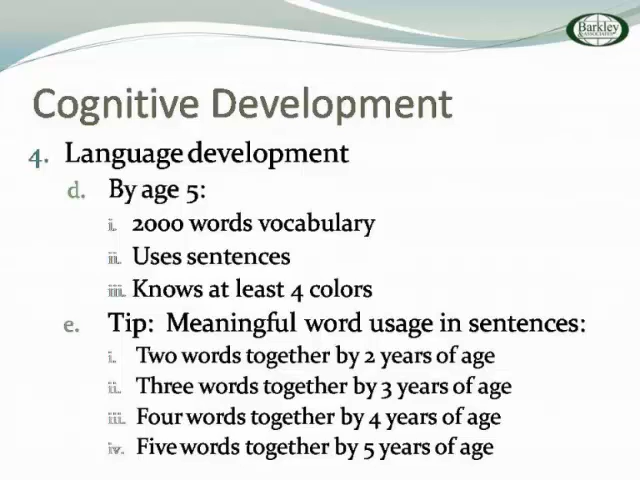 Barkley
& ASSOCIATES
Cognitive Development
4. Language development
d. By age 5:
i. 2000 words vocabulary
ii. Uses sentences
iii. Knows at least 4 colors
e. Tip: Meaningful word usage in sentences:
i. Two words together by 2 years of age
ii. Three words together by 3 years of age
iii. Four words together by 4 years of age
iv. Five words together by 5 years of age